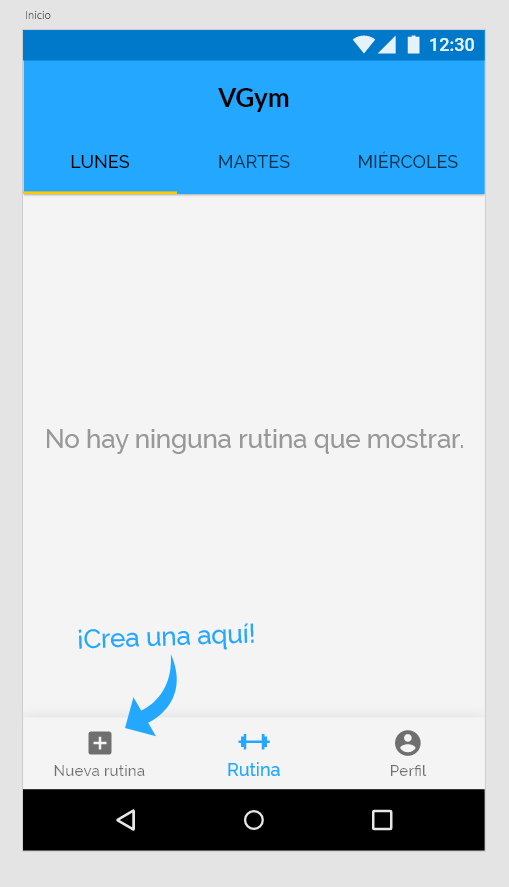 Inicio
12:30
VGym
LUNES MARTES MIÉRCOLES
No hay ninguna rutina que mostrar.
¡Crea una aquí!
Nueva rutina Rutina Perfil